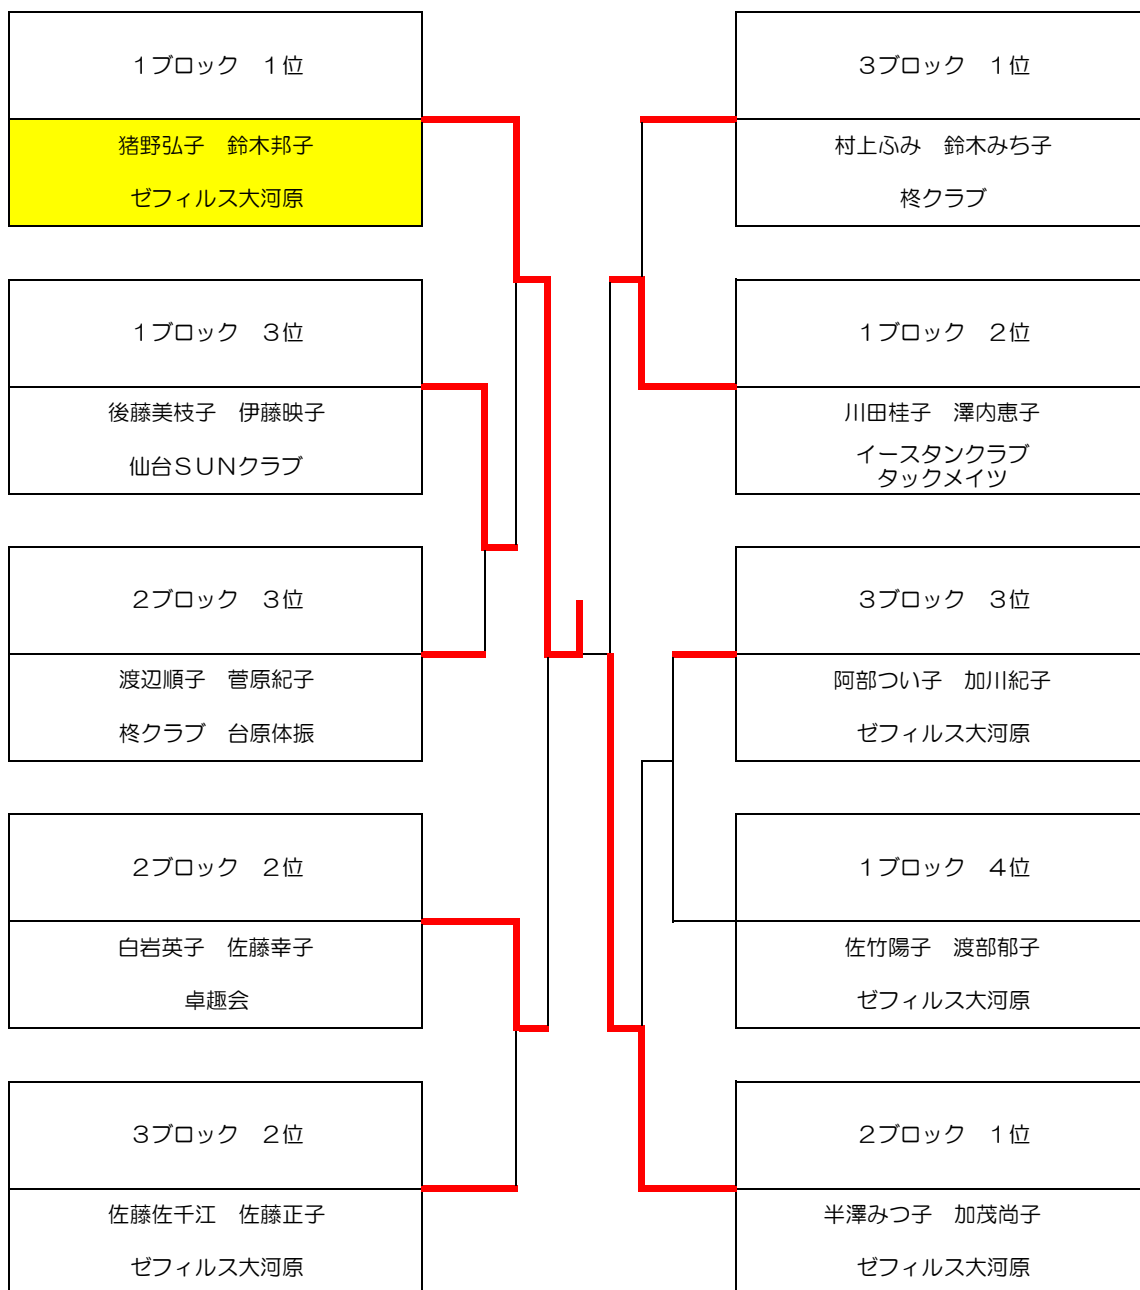 １ブロック　１位
猪野弘子　鈴木邦子
ゼフィルス大河原
１ブロック　３位
後藤美枝子　伊藤映子
仙台ＳＵＮクラブ
２ブロック　３位
渡辺順子　菅原紀子
柊クラブ　台原体振
２ブロック　２位
白岩英子　佐藤幸子
卓趣会
３ブロック　２位
佐藤佐千江　佐藤正子
ゼフィルス大河原
３ブロック　１位
村上ふみ　鈴木みち子
柊クラブ
１ブロック　２位
川田桂子　澤内恵子
イースタンクラブ
タックメイツ
３ブロック　３位
阿部つい子　加川紀子
ゼフィルス大河原
１ブロック　４位
佐竹陽子　渡部郁子
ゼフィルス大河原
２ブロック　１位
半澤みつ子　加茂尚子
ゼフィルス大河原